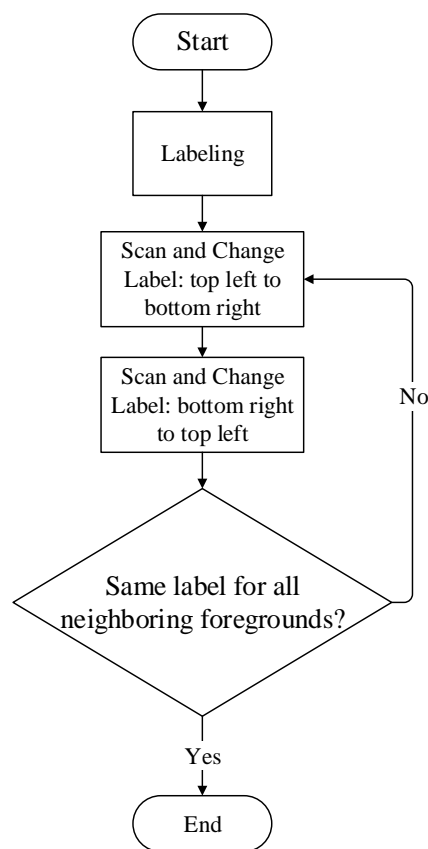 Start
Labeling
Scan and Change
Label: top left to
bottom right
Scan and Change
Label: bottom right
to top left
No
Same label for all
neighboring foregrounds?
Yes
End